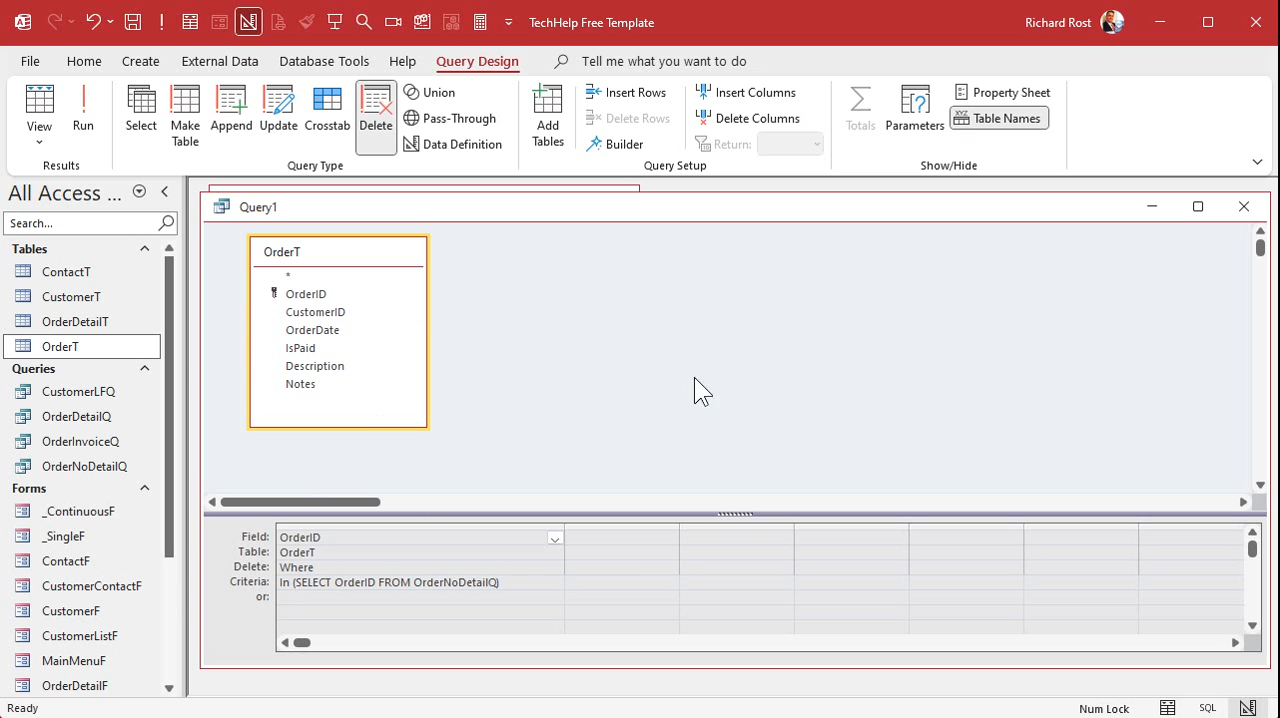 TechHelp Free Template
Richard Rost
File Home Create External Data Database Tools Help Query Design Tell me what you want to do
View
Run
Results
Select
Make Table
Append
Update
Crosstab
Delete
Union
Pass-Through
Data Definition
Query Type
Add Tables
Insert Rows
Delete Rows
Builder
Insert Columns
Delete Columns
Return:
Query Setup
Totals
Parameters
Property Sheet
XYZ
Table Names
Show/Hide
All Access ...
Search...
Tables
ContactT
CustomerT
OrderDetailT
OrderT
Queries
CustomerLFQ
OrderDetailQ
OrderInvoiceQ
OrderNoDetailQ
Forms
_ContinuousF
_SingleF
ContactF
CustomerContactF
CustomerF
CustomerListF
MainMenuF
OrderDetailF
Query1
OrderT
*
OrderID
CustomerID
OrderDate
IsPaid
Description
Notes
Field: OrderID
Table: OrderT
Delete: Where
Criteria: In (SELECT OrderID FROM OrderNoDetailQ)
or:
Ready
Num Lock
SQL